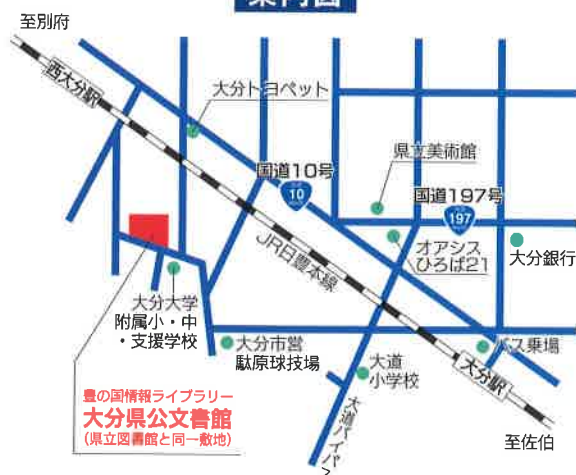 案内図
至別府
西大分駅
大分トヨペット
国道10号
10
県立美術館
国道197号
197
オアシス
ひろば21
大分銀行
JR日豊本線
大分大学
附属小・中
・支援学校
大分市営
駄原球技場
大道
小学校
バス乗場
大分駅
大道バイパス
至佐伯
豊の国情報ライブラリー
大分県公文書館
(県立図書館と同一敷地)